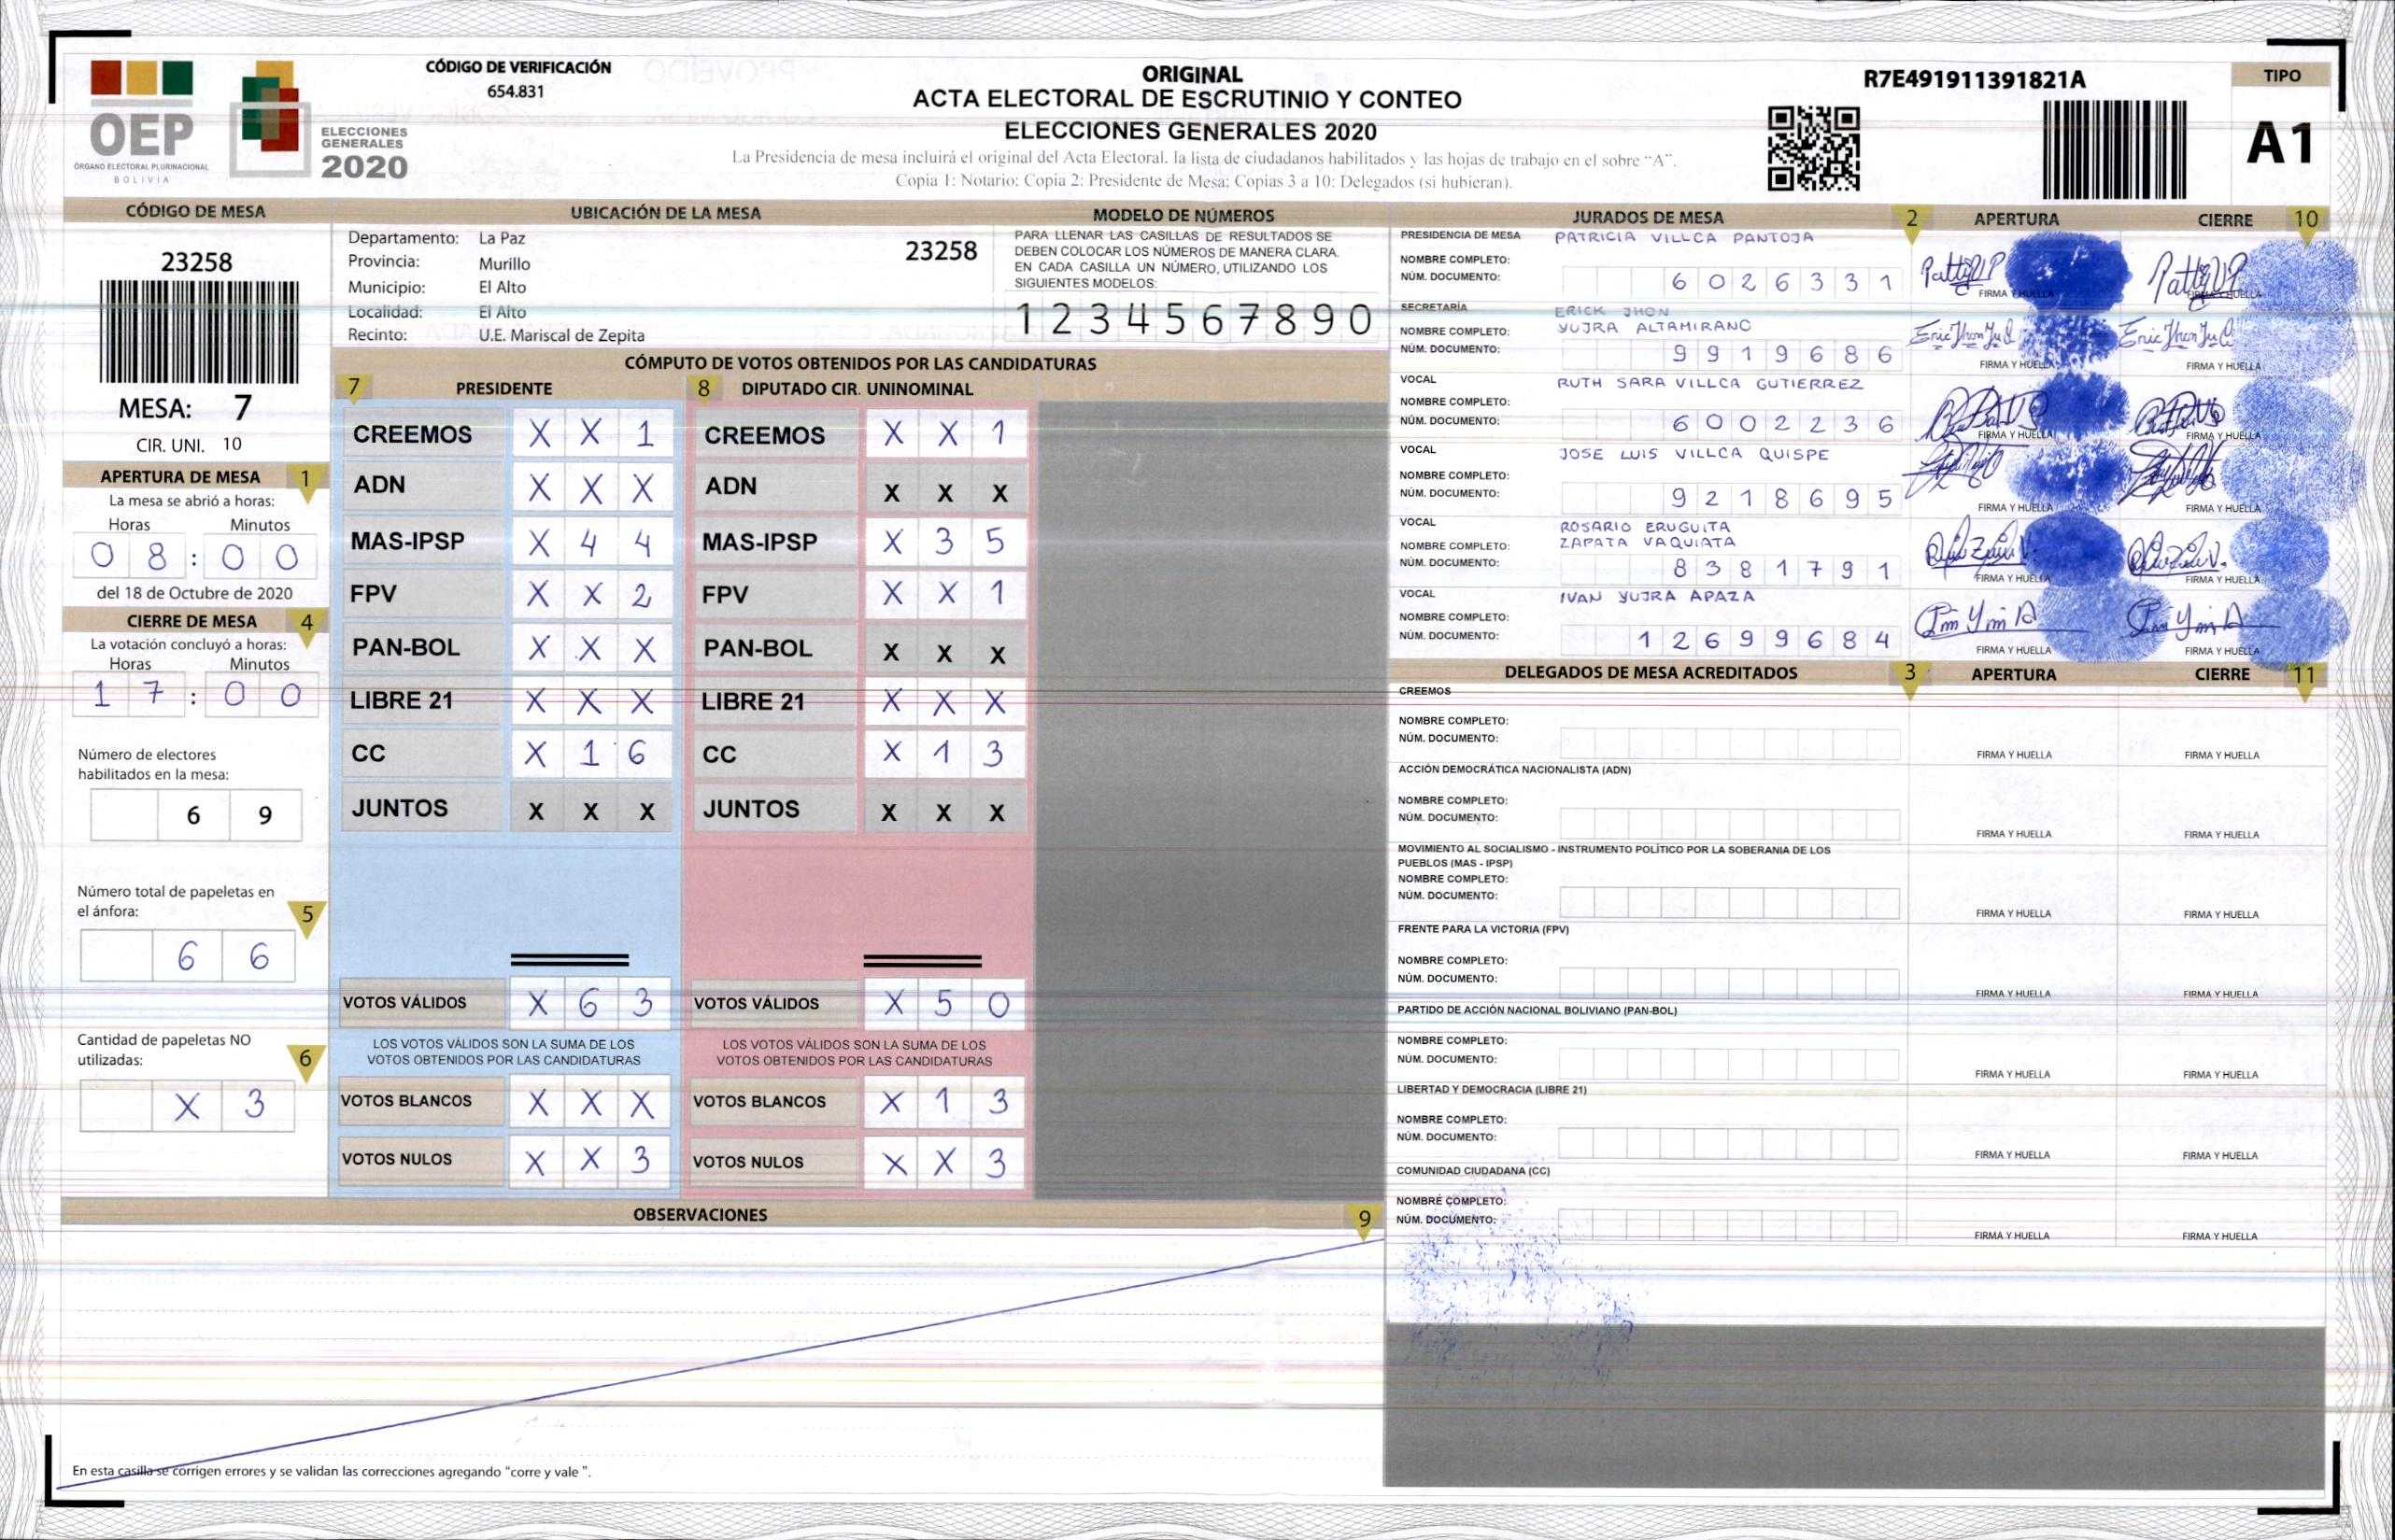 CÓDIGO DE VERIFICACIÓN
654.831
OEP
ÓRGANO ELECTORAL PLURINACIONAL
BOLIVIA
ELECCIONES
GENERALES
2020
ORIGINAL
ACTA ELECTORAL DE ESCRUTINIO Y CONTEO
ELECCIONES GENERALES 2020
La Presidencia de mesa incluirá el original del Acta Electoral, la lista de ciudadanos habilitados y las hojas de trabajo en el sobre "A".
Copia 1: Notario; Copia 2: Presidente de Mesa; Copias 3 a 10: Delegados (si hubieran).
R7E491911391821A
TIPO
A1
CÓDIGO DE MESA
23258
MESA: 7
CIR. UNI. 10
APERTURA DE MESA 1
La mesa se abrió a horas:
Horas Minutos
0 8 : 0 0
del 18 de Octubre de 2020
CIERRE DE MESA 4
La votación concluyó a horas:
Horas Minutos
1 7 : 0 0
Número de electores
habilitados en la mesa:
6 9
Número total de papeletas en
el ánfora: 5
6 6
Cantidad de papeletas NO
utilizadas: 6
X 3
UBICACIÓN DE LA MESA
Departamento: La Paz
23258
Provincia: Murillo
Municipio: El Alto
Localidad: El Alto
Recinto: U.E. Mariscal de Zepita
MODELO DE NÚMEROS
PARA LLENAR LAS CASILLAS DE RESULTADOS SE
DEBEN COLOCAR LOS NÚMEROS DE MANERA CLARA.
EN CADA CASILLA UN NÚMERO, UTILIZANDO LOS
SIGUIENTES MODELOS:
1 2 3 4 5 6 7 8 9 0
CÓMPUTO DE VOTOS OBTENIDOS POR LAS CANDIDATURAS
7 PRESIDENTE 8 DIPUTADO CIR. UNINOMINAL
CREEMOS X X 1 CREEMOS X X 1
ADN X X X ADN X X X
MAS-IPSP X 4 4 MAS-IPSP X 3 5
FPV X X 2 FPV X X 1
PAN-BOL X X X PAN-BOL X X X
LIBRE 21 X X X LIBRE 21 X X X
CC X 1 6 CC X 1 3
JUNTOS X X X JUNTOS X X X
VOTOS VÁLIDOS X 6 3 VOTOS VÁLIDOS X 5 0
LOS VOTOS VÁLIDOS SON LA SUMA DE LOS LOS VOTOS VÁLIDOS SON LA SUMA DE LOS
VOTOS OBTENIDOS POR LAS CANDIDATURAS VOTOS OBTENIDOS POR LAS CANDIDATURAS
VOTOS BLANCOS X X X VOTOS BLANCOS X 1 3
VOTOS NULOS X X 3 VOTOS NULOS X X 3
OBSERVACIONES 9
En esta casilla se corrigen errores y se validan las correcciones agregando "corre y vale ".
JURADOS DE MESA 2 APERTURA CIERRE 10
PRESIDENCIA DE MESA PATRICIA VILLCA PANTOJA
NOMBRE COMPLETO:
NÚM. DOCUMENTO: 6 0 2 6 3 3 1
FIRMA Y HUELLA FIRMA Y HUELLA
SECRETARÍA ERICK JHON
NOMBRE COMPLETO: YUJRA ALTAMIRANO
NÚM. DOCUMENTO: 9 9 1 9 6 8 6
FIRMA Y HUELLA FIRMA Y HUELLA
VOCAL RUTH SARA VILLCA GUTIERREZ
NOMBRE COMPLETO:
NÚM. DOCUMENTO: 6 0 0 2 2 3 6
FIRMA Y HUELLA FIRMA Y HUELLA
VOCAL JOSE LUIS VILLCA QUISPE
NOMBRE COMPLETO:
NÚM. DOCUMENTO: 9 2 1 8 6 9 5
FIRMA Y HUELLA FIRMA Y HUELLA
VOCAL ROSARIO ERUGUITA
NOMBRE COMPLETO: ZAPATA VAQUIATA
NÚM. DOCUMENTO: 8 3 8 1 7 9 1
FIRMA Y HUELLA FIRMA Y HUELLA
VOCAL IVAN YUJRA APAZA
NOMBRE COMPLETO:
NÚM. DOCUMENTO: 1 2 6 9 9 6 8 4
FIRMA Y HUELLA FIRMA Y HUELLA
DELEGADOS DE MESA ACREDITADOS 3 APERTURA CIERRE 11
CREEMOS
NOMBRE COMPLETO:
NÚM. DOCUMENTO:
FIRMA Y HUELLA FIRMA Y HUELLA
ACCIÓN DEMOCRÁTICA NACIONALISTA (ADN)
NOMBRE COMPLETO:
NÚM. DOCUMENTO:
FIRMA Y HUELLA FIRMA Y HUELLA
MOVIMIENTO AL SOCIALISMO - INSTRUMENTO POLÍTICO POR LA SOBERANIA DE LOS
PUEBLOS (MAS - IPSP)
NOMBRE COMPLETO:
NÚM. DOCUMENTO:
FIRMA Y HUELLA FIRMA Y HUELLA
FRENTE PARA LA VICTORIA (FPV)
NOMBRE COMPLETO:
NÚM. DOCUMENTO:
FIRMA Y HUELLA FIRMA Y HUELLA
PARTIDO DE ACCIÓN NACIONAL BOLIVIANO (PAN-BOL)
NOMBRE COMPLETO:
NÚM. DOCUMENTO:
FIRMA Y HUELLA FIRMA Y HUELLA
LIBERTAD Y DEMOCRACIA (LIBRE 21)
NOMBRE COMPLETO:
NÚM. DOCUMENTO:
FIRMA Y HUELLA FIRMA Y HUELLA
COMUNIDAD CIUDADANA (CC)
NOMBRE COMPLETO:
NÚM. DOCUMENTO:
FIRMA Y HUELLA FIRMA Y HUELLA